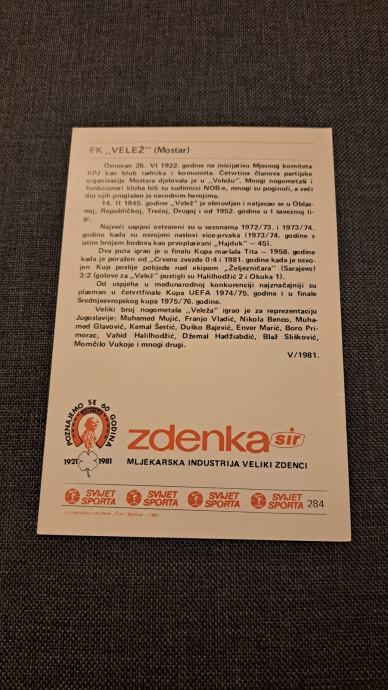 FK ,,VELEŽ" (Mostar)
Osnovan 26. VI 1922. godine na inicijativu Mjesnog komiteta
KPJ kao klub radnika i komunista. Četvrtina članova partijske
organizacije Mostara djelovala je u ,,Veležu". Mnogi nogometaši i
funkcioneri kluba bili su sudionici NOB-e, mnogi su poginuli, a veći
dio njih proglašen je narodnim herojima.
14. II 1945. godine ,,Velež" je obnovljen i natjecao se u Oblas-
noj, Republičkoj, Trećoj, Drugoj i od 1952. godine u I saveznoj li-
gi.
Najveći uspjesi ostvareni su u sezonama 1972/73. i 1973/74.
godine kada su osvojeni naslovi vice-prvaka (1973/74. godine s
istim brojem bodova kao prvoplasirani ,,Hajduk" — 45).
Dva puta igrao je u finalu Kupa maršala Tita — 1958. godine
kada je poražen od ,,Crvene zvezde 0:4 i 1981. godine kada je osvo-
jen Kup poslije pobjede nad ekipom ,,Željezničara" (Sarajevo)
3:2 (golove za ,,Velež" postigli su Halilhodžić 2 i Okuka 1).
Od uspjeha u međunarodnoj konkurenciji najznačajniji su
plasman u četvrtfinale Kupa UEFA 1974/75. godine i u finale
Srednjeevropskog kupa 1975/76. godine.
Veliki broj nogometaša ,,Veleža" igrao je za reprezentaciju
Jugoslavije: Muhamed Mujić, Franjo Vladić, Nikola Benco, Muha-
med Glavović, Kemal Šestić, Duško Bajević, Enver Marić, Boro Pri-
morac, Vahid Halilhodžić, Džemal Hadžiabdić, Blaž Slišković,
Momčilo Vukoje i mnogi drugi.
V/1981.
POZNAJEMO SE 60 GODINA
1921 1981
zdenka sir
MLJEKARSKA INDUSTRIJA VELIKI ZDENCI
SVIJET SPORTA SVIJET SPORTA SVIJET SPORTA SVIJET SPORTA 284